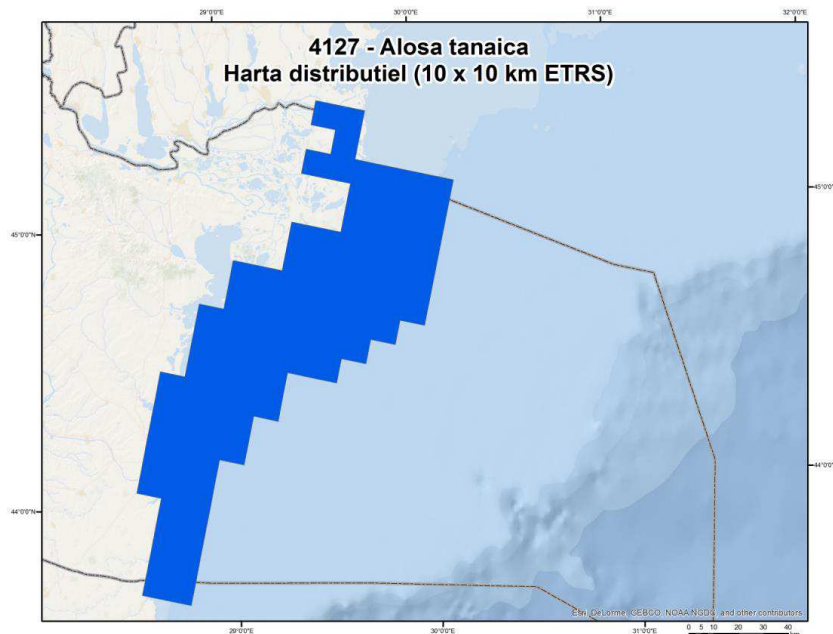 29°0'0"E 30°0'0"E 31°0'0"E 32°0'0"E
4127 - Alosa tanaica
Harta distributiei (10 x 10 km ETRS)
45°0'0"N
45°0'0"N
44°0'0"N
44°0'0"N
Esri, DeLorme, GEBCO, NOAA NGDC, and other contributors
29°0'0"E 30°0'0"E 31°0'0"E
0 5 10 20 30 40